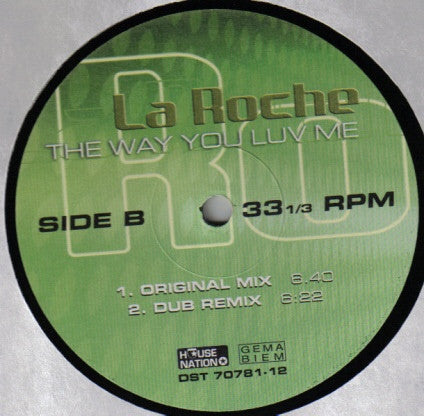 Ro
La Roche
THE WAY YOU LUV ME
SIDE B 33 1/3 RPM
1. ORIGINAL MIX 6.40
2. DUB REMIX 6:22
HOUSE NATION
GEMA
BIEM
DST 70781-12